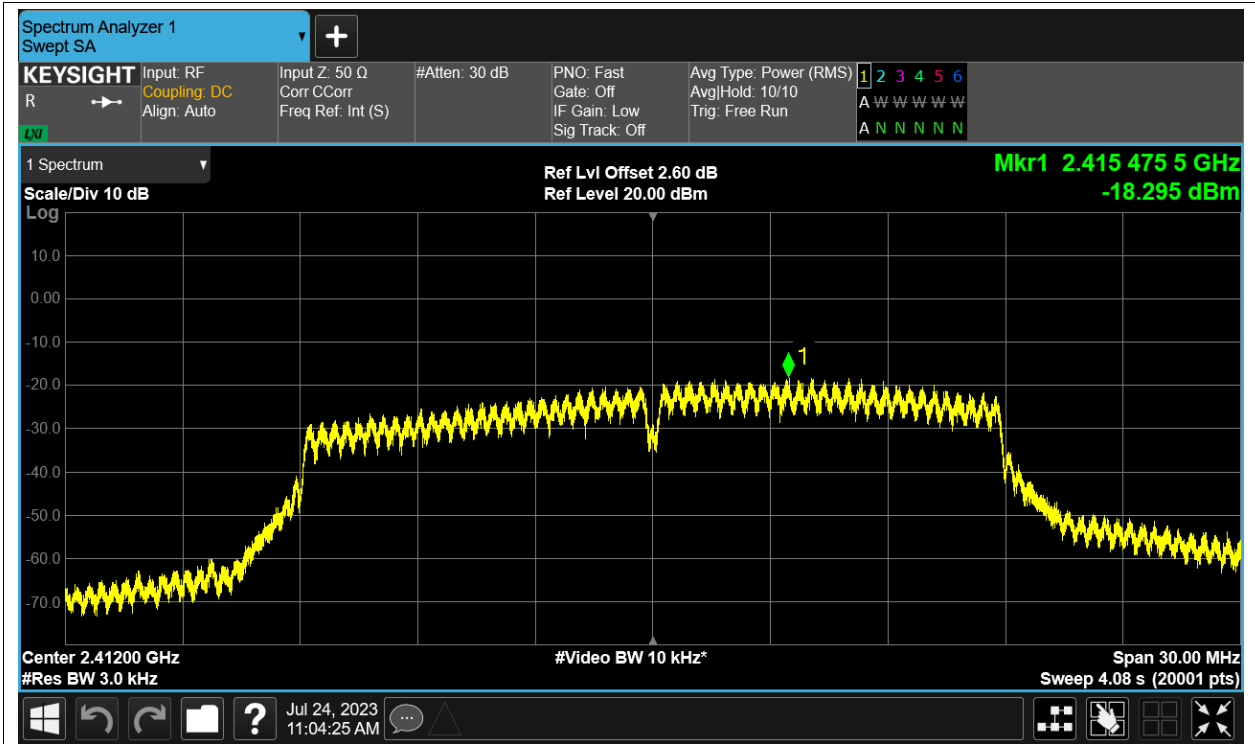 Spectrum Analyzer 1
Swept SA
KEYSIGHT
R
LXI
Input: RF
Coupling: DC
Align: Auto
Input Z: 50 Ω
Corr CCorr
Freq Ref: Int (S)
#Atten: 30 dB
PNO: Fast
Gate: Off
IF Gain: Low
Sig Track: Off
Avg Type: Power (RMS)
Avg|Hold: 10/10
Trig: Free Run
1 2 3 4 5 6
A W W W W W
A N N N N N
1 Spectrum
Scale/Div 10 dB
Log
Ref Lvl Offset 2.60 dB
Ref Level 20.00 dBm
Mkr1 2.415 475 5 GHz
-18.295 dBm
10.0
0.00
-10.0
-20.0
-30.0
-40.0
-50.0
-60.0
-70.0
1
Center 2.41200 GHz
#Res BW 3.0 kHz
#Video BW 10 kHz*
Span 30.00 MHz
Sweep 4.08 s (20001 pts)
?
Jul 24, 2023
11:04:25 AM